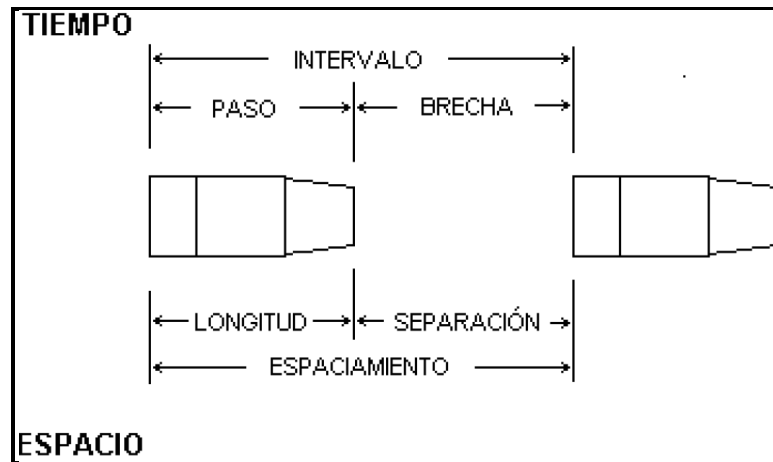 TIEMPO
INTERVALO
PASO BRECHA
LONGITUD SEPARACIÓN
ESPACIAMIENTO
ESPACIO